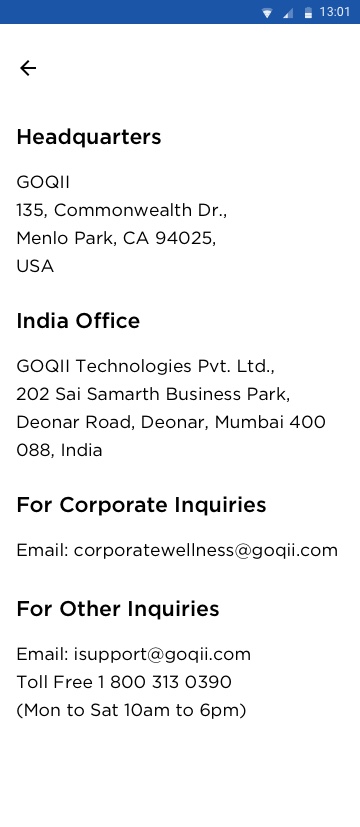 13:01
Headquarters
GOQII
135, Commonwealth Dr.,
Menlo Park, CA 94025,
USA
India Office
GOQII Technologies Pvt. Ltd.,
202 Sai Samarth Business Park,
Deonar Road, Deonar, Mumbai 400
088, India
For Corporate Inquiries
Email: corporatewellness@goqii.com
For Other Inquiries
Email: isupport@goqii.com
Toll Free 1 800 313 0390
(Mon to Sat 10am to 6pm)